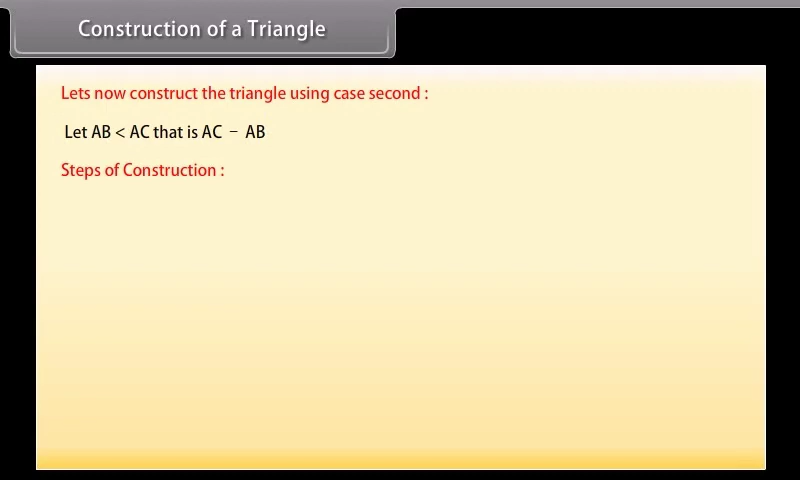 Construction of a Triangle
Lets now construct the triangle using case second :
Let AB < AC that is AC − AB
Steps of Construction :